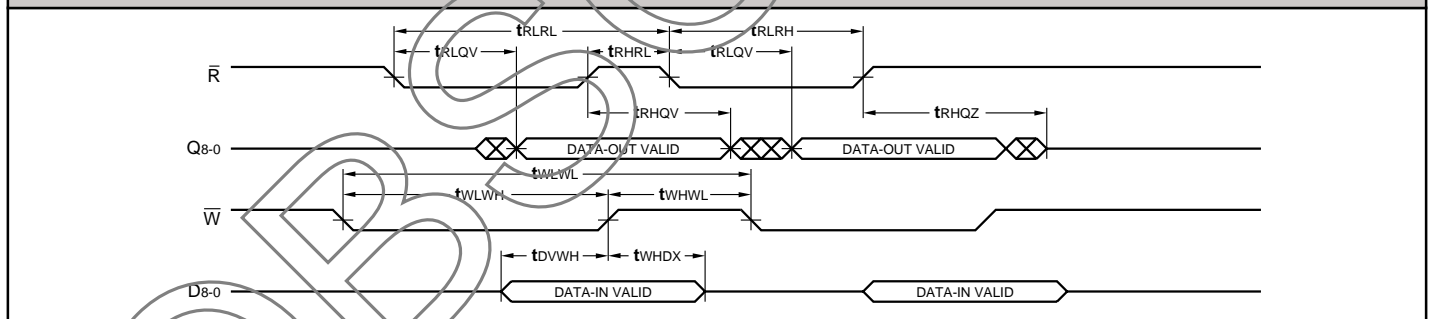 tRLRL tRLRH
tRLQV tRHRL tRLQV
R̅
tRHQV tRHQZ
Q8-0 DATA-OUT VALID DATA-OUT VALID
tWLWL
tWLWH tWHWL
W̅
tDVWH tWHDX
D8-0 DATA-IN VALID DATA-IN VALID